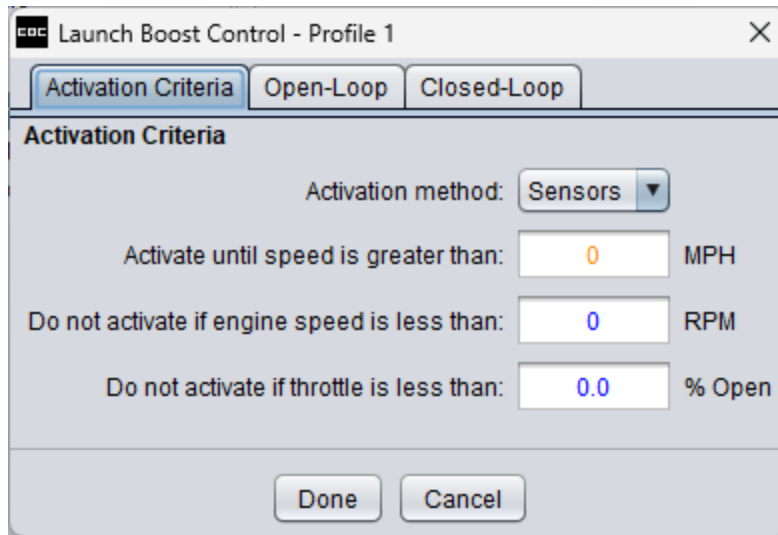 COC Launch Boost Control - Profile 1
Activation Criteria Open-Loop Closed-Loop
Activation Criteria
Activation method: Sensors
Activate until speed is greater than: 0 MPH
Do not activate if engine speed is less than: 0 RPM
Do not activate if throttle is less than: 0.0 % Open
Done Cancel